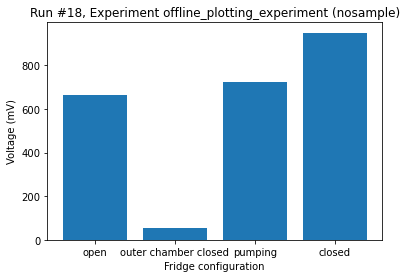 Run #18, Experiment offline_plotting_experiment (nosample)
Voltage (mV)
800
600
400
200
0
open outer chamber closed pumping closed
Fridge configuration